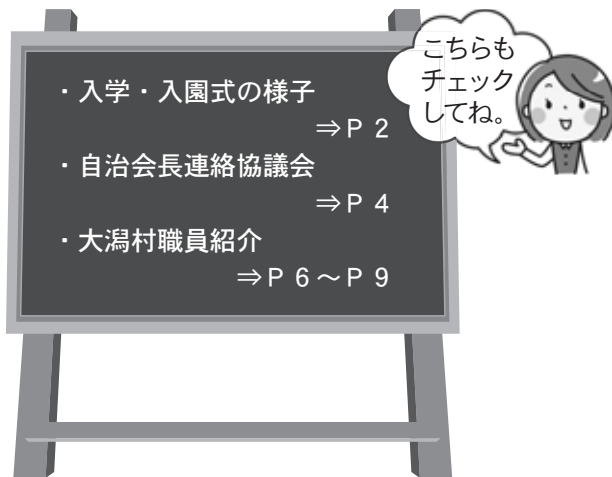 ・入学・入園式の様子
⇒Ｐ２
・自治会長連絡協議会
⇒Ｐ４
・大潟村職員紹介
⇒Ｐ６～Ｐ９
こちらも
チェック
してね。